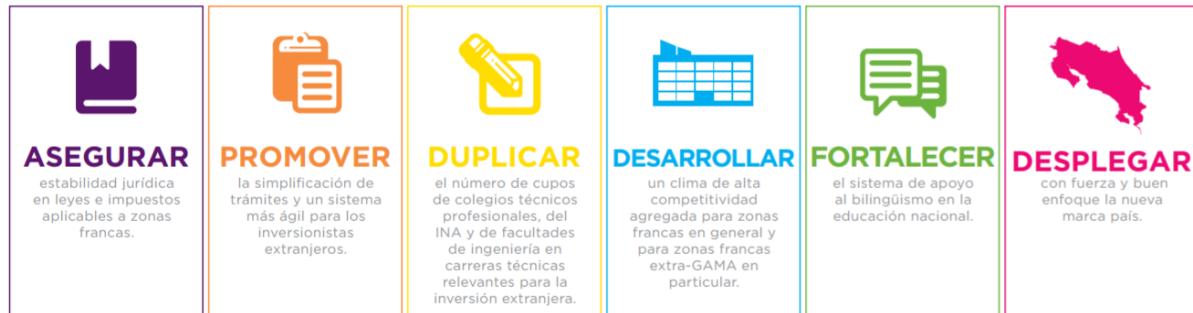 ASEGURAR
estabilidad jurídica
en leyes e impuestos
aplicables a zonas
francas.
PROMOVER
la simplificación de
trámites y un sistema
más ágil para los
inversionistas
extranjeros.
DUPLICAR
el número de cupos
de colegios técnicos
profesionales, del
INA y de facultades
de ingeniería en
carreras técnicas
relevantes para la
inversión extranjera.
DESARROLLAR
un clima de alta
competitividad
agregada para zonas
francas en general y
para zonas francas
extra-GAMA en
particular.
FORTALECER
el sistema de apoyo
al bilingüismo en la
educación nacional.
DESPLEGAR
con fuerza y buen
enfoque la nueva
marca país.